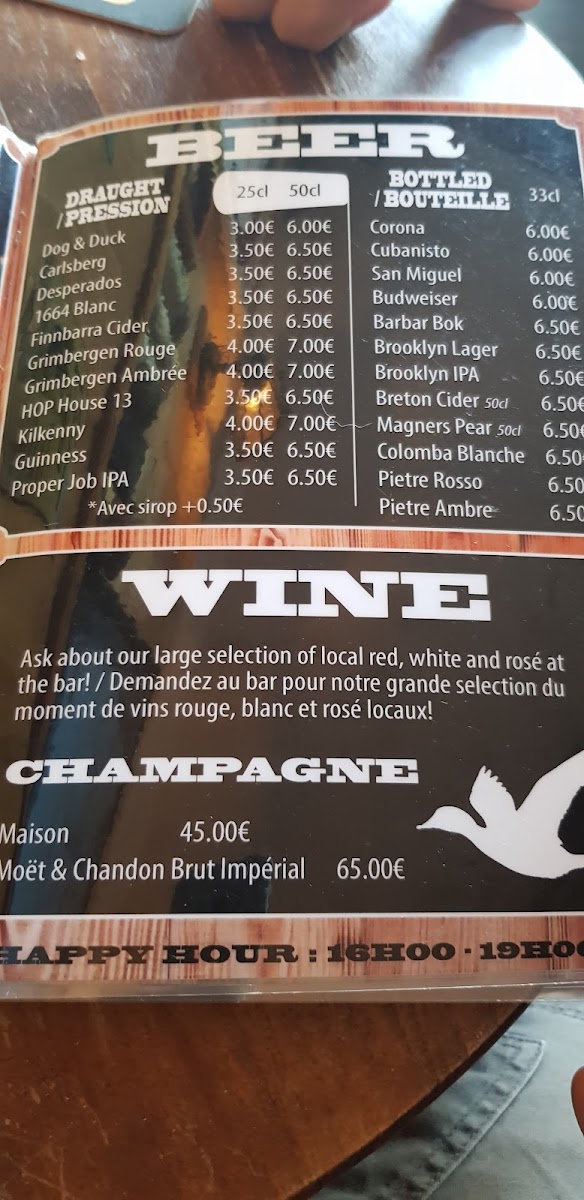 BEER
DRAUGHT / PRESSION 25cl 50cl
Dog & Duck 3.00€ 6.00€
Carlsberg 3.50€ 6.50€
Desperados 3.50€ 6.50€
1664 Blanc 3.50€ 6.50€
Finnbarra Cider 3.50€ 6.50€
Grimbergen Rouge 4.00€ 7.00€
Grimbergen Ambrée 4.00€ 7.00€
HOP House 13 3.50€ 6.50€
Kilkenny 4.00€ 7.00€
Guinness 3.50€ 6.50€
Proper Job IPA 3.50€ 6.50€
*Avec sirop +0.50€
BOTTLED / BOUTEILLE 33cl
Corona 6.00€
Cubanisto 6.00€
San Miguel 6.00€
Budweiser 6.00€
Barbar Bok 6.50€
Brooklyn Lager 6.50€
Brooklyn IPA 6.50€
Breton Cider 50cl 6.50€
Magners Pear 50cl 6.50€
Colomba Blanche 6.50
Pietre Rosso 6.50
Pietre Ambre 6.50
WINE
Ask about our large selection of local red, white and rosé at
the bar! / Demandez au bar pour notre grande selection du
moment de vins rouge, blanc et rosé locaux!
CHAMPAGNE
Maison 45.00€
Moët & Chandon Brut Impérial 65.00€
HAPPY HOUR : 16H00 - 19H00